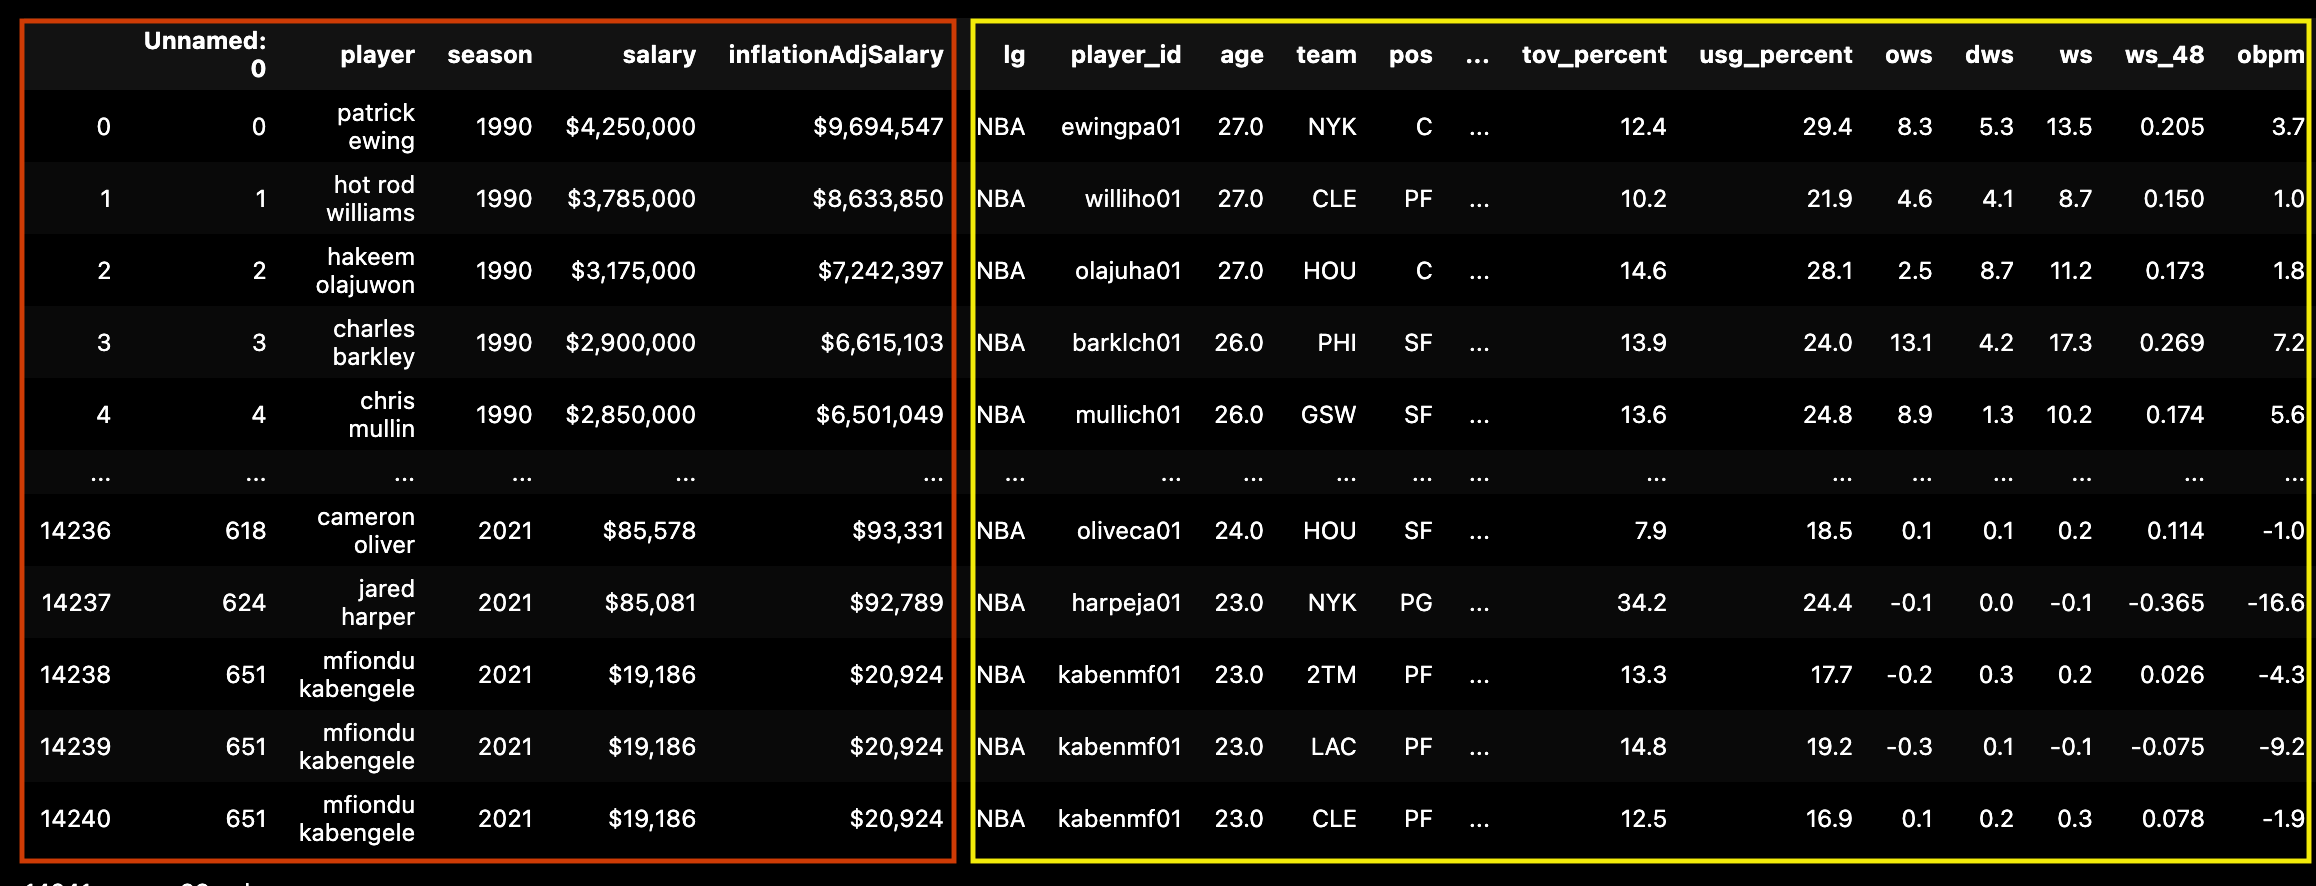 Unnamed: 0 player season salary inflationAdjSalary lg player_id age team pos ... tov_percent usg_percent ows dws ws ws_48 obpm
0 0 patrick ewing 1990 $4,250,000 $9,694,547 NBA ewingpa01 27.0 NYK C ... 12.4 29.4 8.3 5.3 13.5 0.205 3.7
1 1 hot rod williams 1990 $3,785,000 $8,633,850 NBA williho01 27.0 CLE PF ... 10.2 21.9 4.6 4.1 8.7 0.150 1.0
2 2 hakeem olajuwon 1990 $3,175,000 $7,242,397 NBA olajuha01 27.0 HOU C ... 14.6 28.1 2.5 8.7 11.2 0.173 1.8
3 3 charles barkley 1990 $2,900,000 $6,615,103 NBA barklch01 26.0 PHI SF ... 13.9 24.0 13.1 4.2 17.3 0.269 7.2
4 4 chris mullin 1990 $2,850,000 $6,501,049 NBA mullich01 26.0 GSW SF ... 13.6 24.8 8.9 1.3 10.2 0.174 5.6
... ... ... ... ... ... ... ... ... ... ... ... ... ... ... ... ... ... ...
14236 618 cameron oliver 2021 $85,578 $93,331 NBA oliveca01 24.0 HOU SF ... 7.9 18.5 0.1 0.1 0.2 0.114 -1.0
14237 624 jared harper 2021 $85,081 $92,789 NBA harpeja01 23.0 NYK PG ... 34.2 24.4 -0.1 0.0 -0.1 -0.365 -16.6
14238 651 mfiondu kabengele 2021 $19,186 $20,924 NBA kabenmf01 23.0 2TM PF ... 13.3 17.7 -0.2 0.3 0.2 0.026 -4.3
14239 651 mfiondu kabengele 2021 $19,186 $20,924 NBA kabenmf01 23.0 LAC PF ... 14.8 19.2 -0.3 0.1 -0.1 -0.075 -9.2
14240 651 mfiondu kabengele 2021 $19,186 $20,924 NBA kabenmf01 23.0 CLE PF ... 12.5 16.9 0.1 0.2 0.3 0.078 -1.9